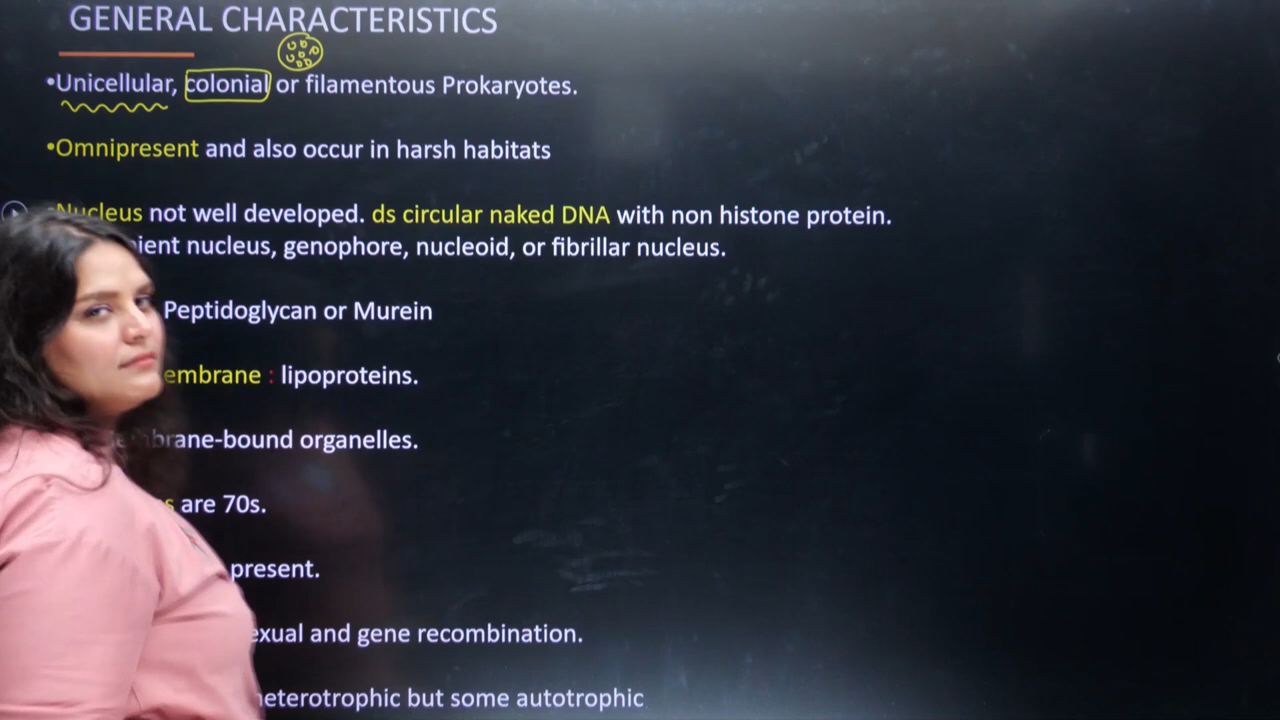 GENERAL CHARACTERISTICS
•Unicellular, colonial or filamentous Prokaryotes.
•Omnipresent and also occur in harsh habitats
•Nucleus not well developed. ds circular naked DNA with non histone protein.
nucleus, genophore, nucleoid, or fibrillar nucleus.
Peptidoglycan or Murein
embrane : lipoproteins.
brane-bound organelles.
s are 70s.
present.
exual and gene recombination.
heterotrophic but some autotrophic